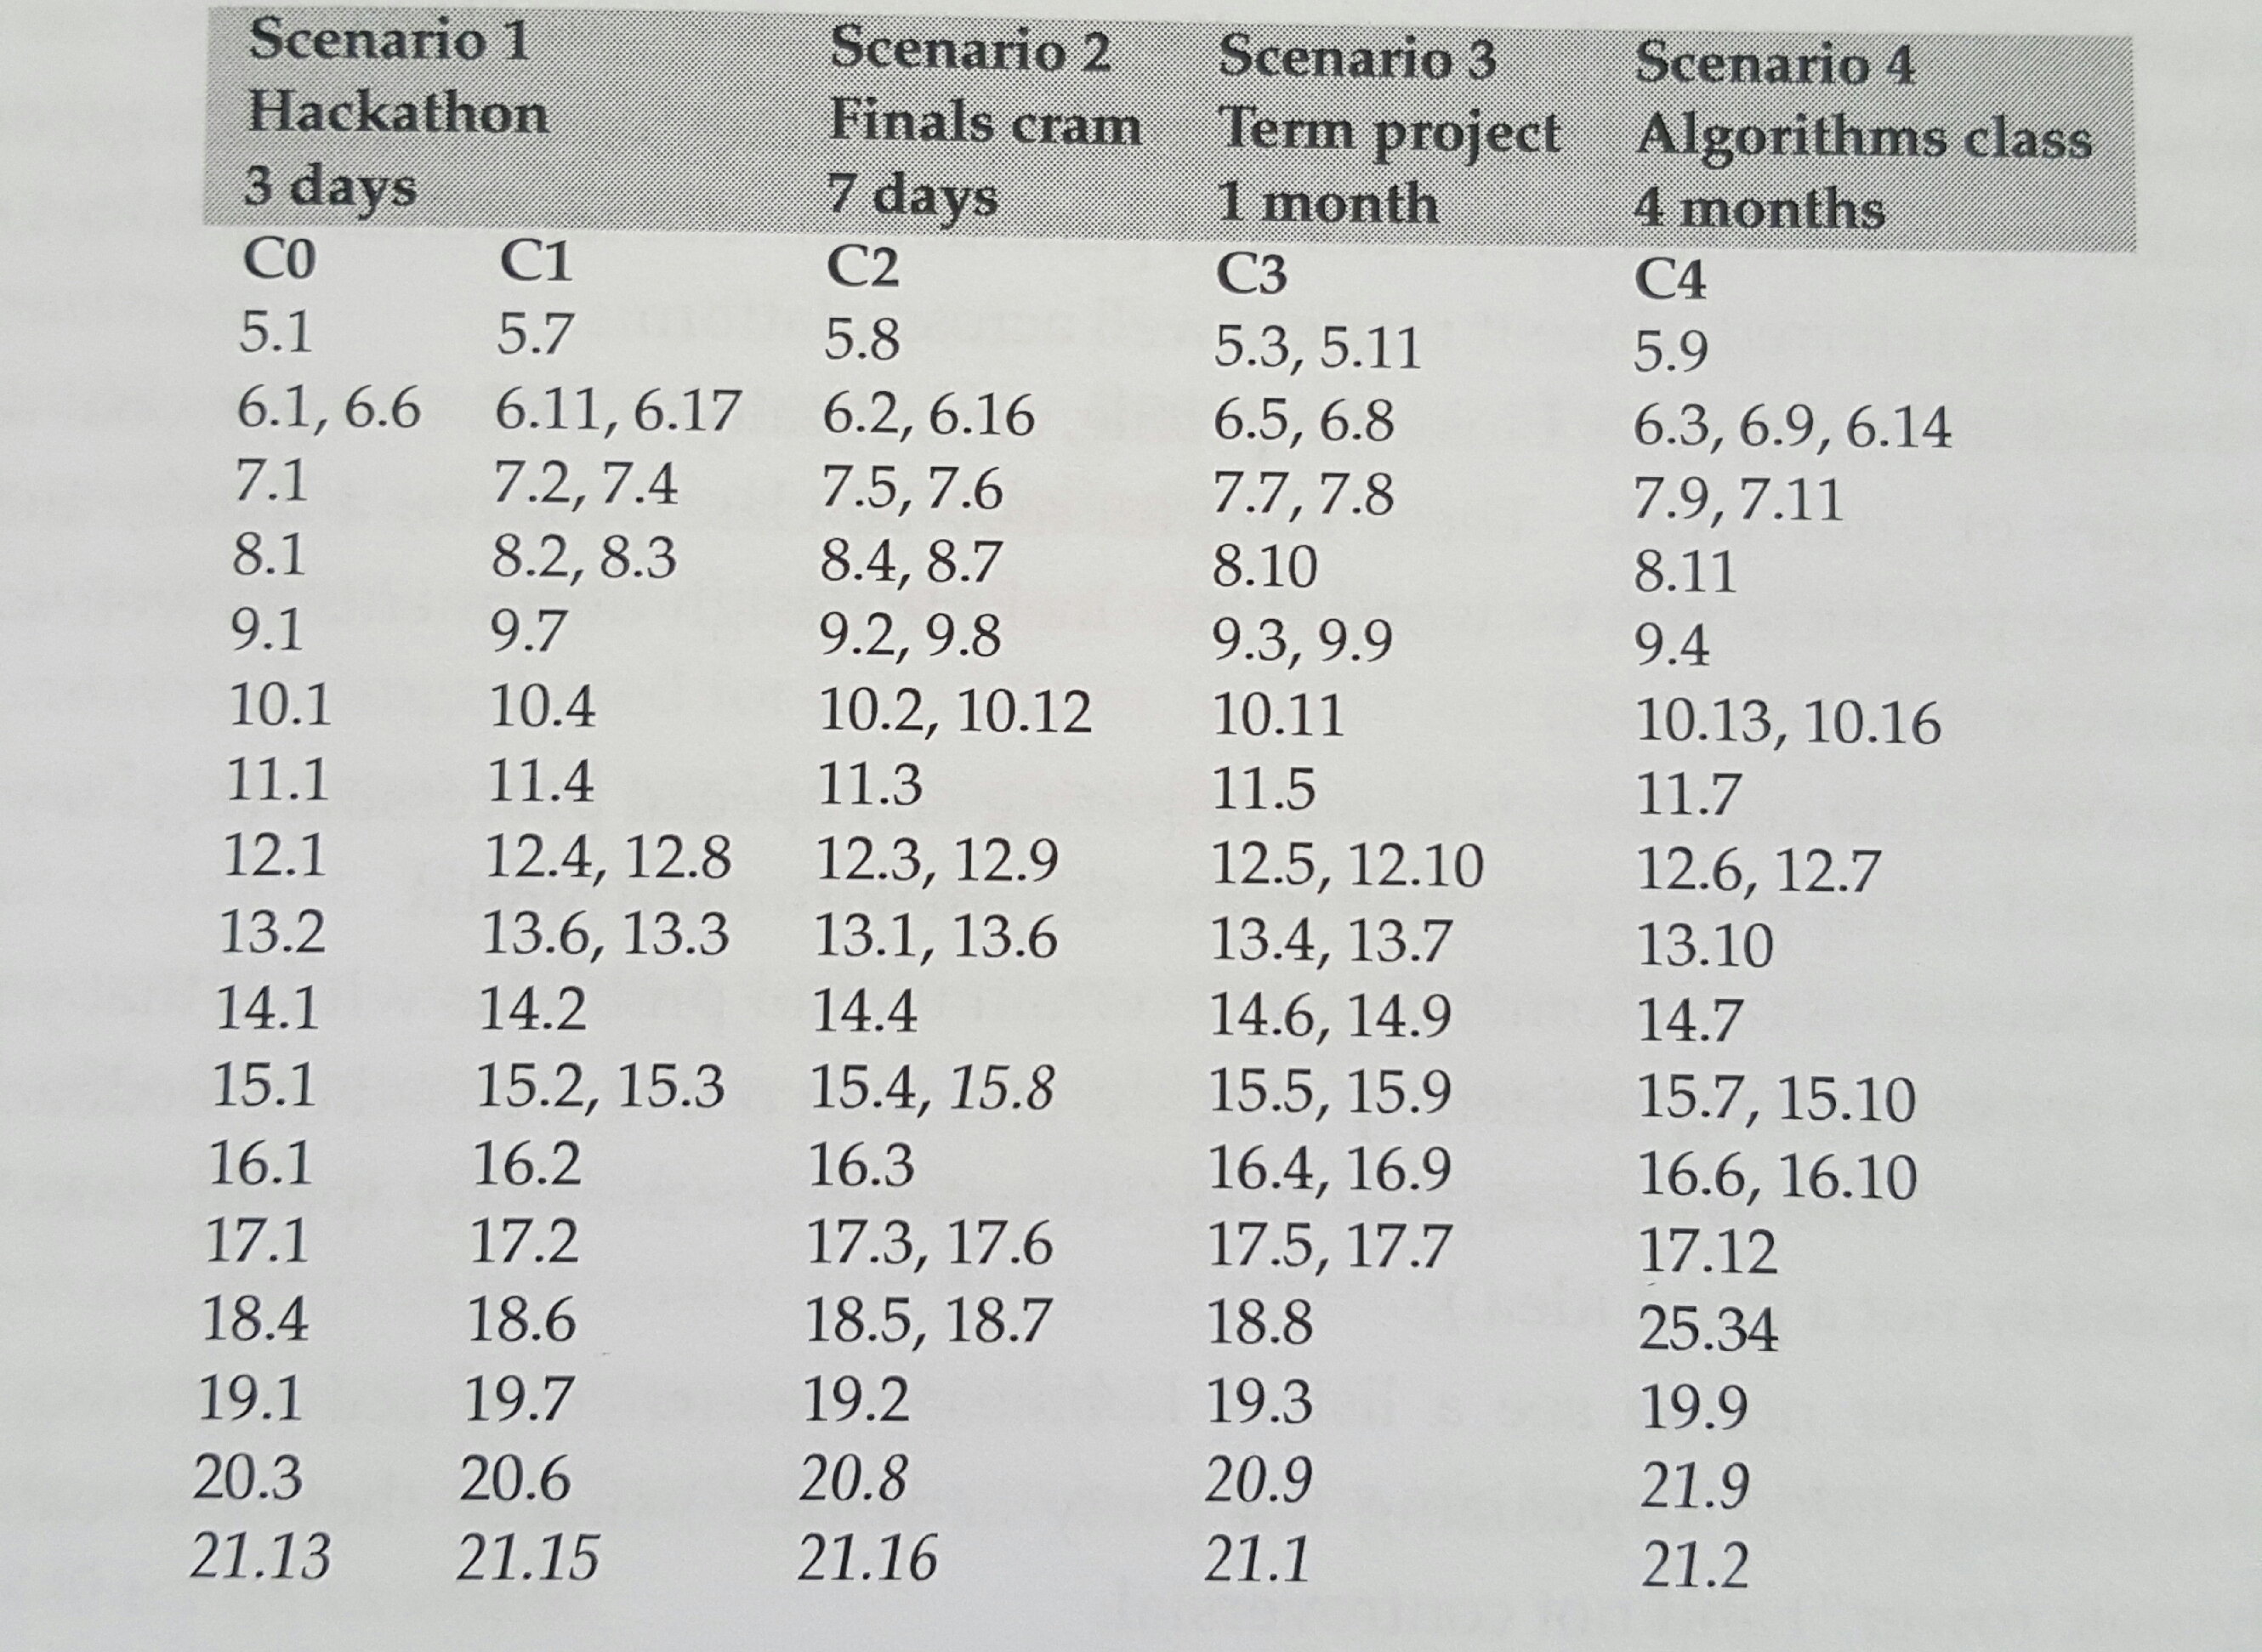 Scenario 1 Scenario 2 Scenario 3 Scenario 4
Hackathon Finals cram Term project Algorithms class
3 days 7 days 1 month 4 months
C0 C1 C2 C3 C4
5.1 5.7 5.8 5.3, 5.11 5.9
6.1, 6.6 6.11, 6.17 6.2, 6.16 6.5, 6.8 6.3, 6.9, 6.14
7.1 7.2, 7.4 7.5, 7.6 7.7, 7.8 7.9, 7.11
8.1 8.2, 8.3 8.4, 8.7 8.10 8.11
9.1 9.7 9.2, 9.8 9.3, 9.9 9.4
10.1 10.4 10.2, 10.12 10.11 10.13, 10.16
11.1 11.4 11.3 11.5 11.7
12.1 12.4, 12.8 12.3, 12.9 12.5, 12.10 12.6, 12.7
13.2 13.6, 13.3 13.1, 13.6 13.4, 13.7 13.10
14.1 14.2 14.4 14.6, 14.9 14.7
15.1 15.2, 15.3 15.4, 15.8 15.5, 15.9 15.7, 15.10
16.1 16.2 16.3 16.4, 16.9 16.6, 16.10
17.1 17.2 17.3, 17.6 17.5, 17.7 17.12
18.4 18.6 18.5, 18.7 18.8 25.34
19.1 19.7 19.2 19.3 19.9
20.3 20.6 20.8 20.9 21.9
21.13 21.15 21.16 21.1 21.2